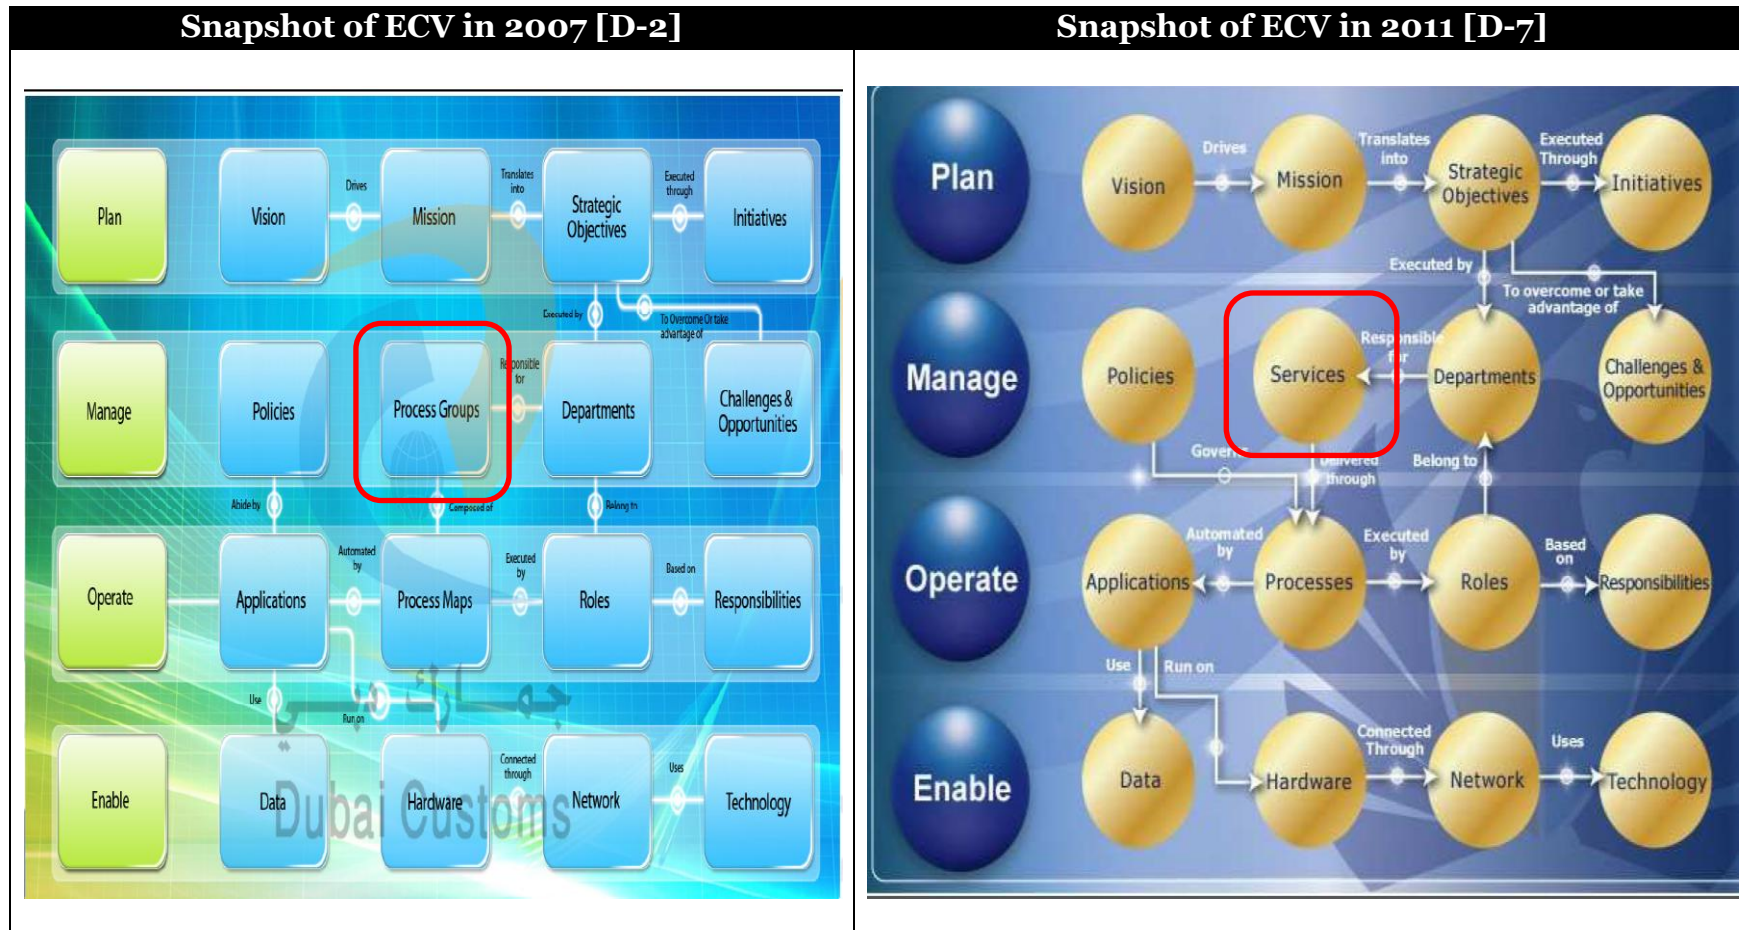 Snapshot of ECV in 2007 [D-2]
Plan
Vision
Drives
Mission
Translates
into
Strategic
Objectives
Executed
through
Initiatives
Executed by
To Overcome Or take
advantage of
Manage
Policies
Process Groups
Responsible
for
Departments
Challenges &
Opportunities
Abide by
Composed of
Belong to
Operate
Applications
Automated
by
Process Maps
Executed
by
Roles
Based on
Responsibilities
Use
Run on
جمارك دبي
Enable
Data
Hardware
Connected
through
Network
Uses
Technology
Dubai Customs
Snapshot of ECV in 2011 [D-7]
Plan
Vision
Drives
Mission
Translates
into
Strategic
Objectives
Executed
Through
Initiatives
Executed by
To overcome or take
advantage of
Manage
Policies
Services
Responsible
for
Departments
Challenges &
Opportunities
Govern
Delivered
through
Belong to
Operate
Applications
Automated
by
Processes
Executed
by
Roles
Based
on
Responsibilities
Use
Run on
Enable
Data
Hardware
Connected
Through
Network
Uses
Technology